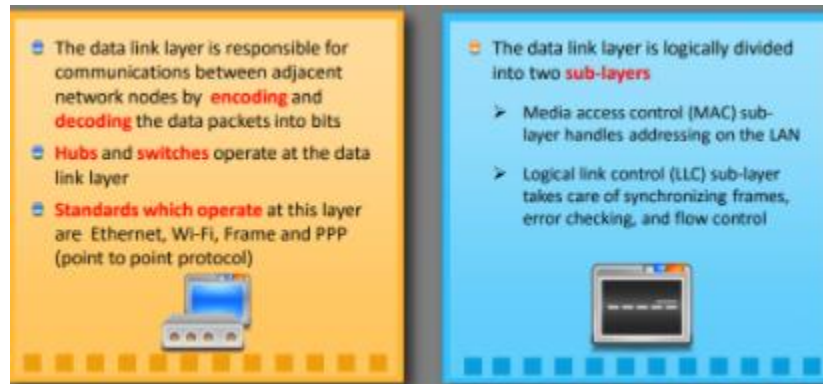 The data link layer is responsible for
communications between adjacent
network nodes by encoding and
decoding the data packets into bits
Hubs and switches operate at the data
link layer
Standards which operate at this layer
are Ethernet, Wi-Fi, Frame and PPP
(point to point protocol)
The data link layer is logically divided
into two sub-layers
Media access control (MAC) sub-
layer handles addressing on the LAN
Logical link control (LLC) sub-layer
takes care of synchronizing frames,
error checking, and flow control